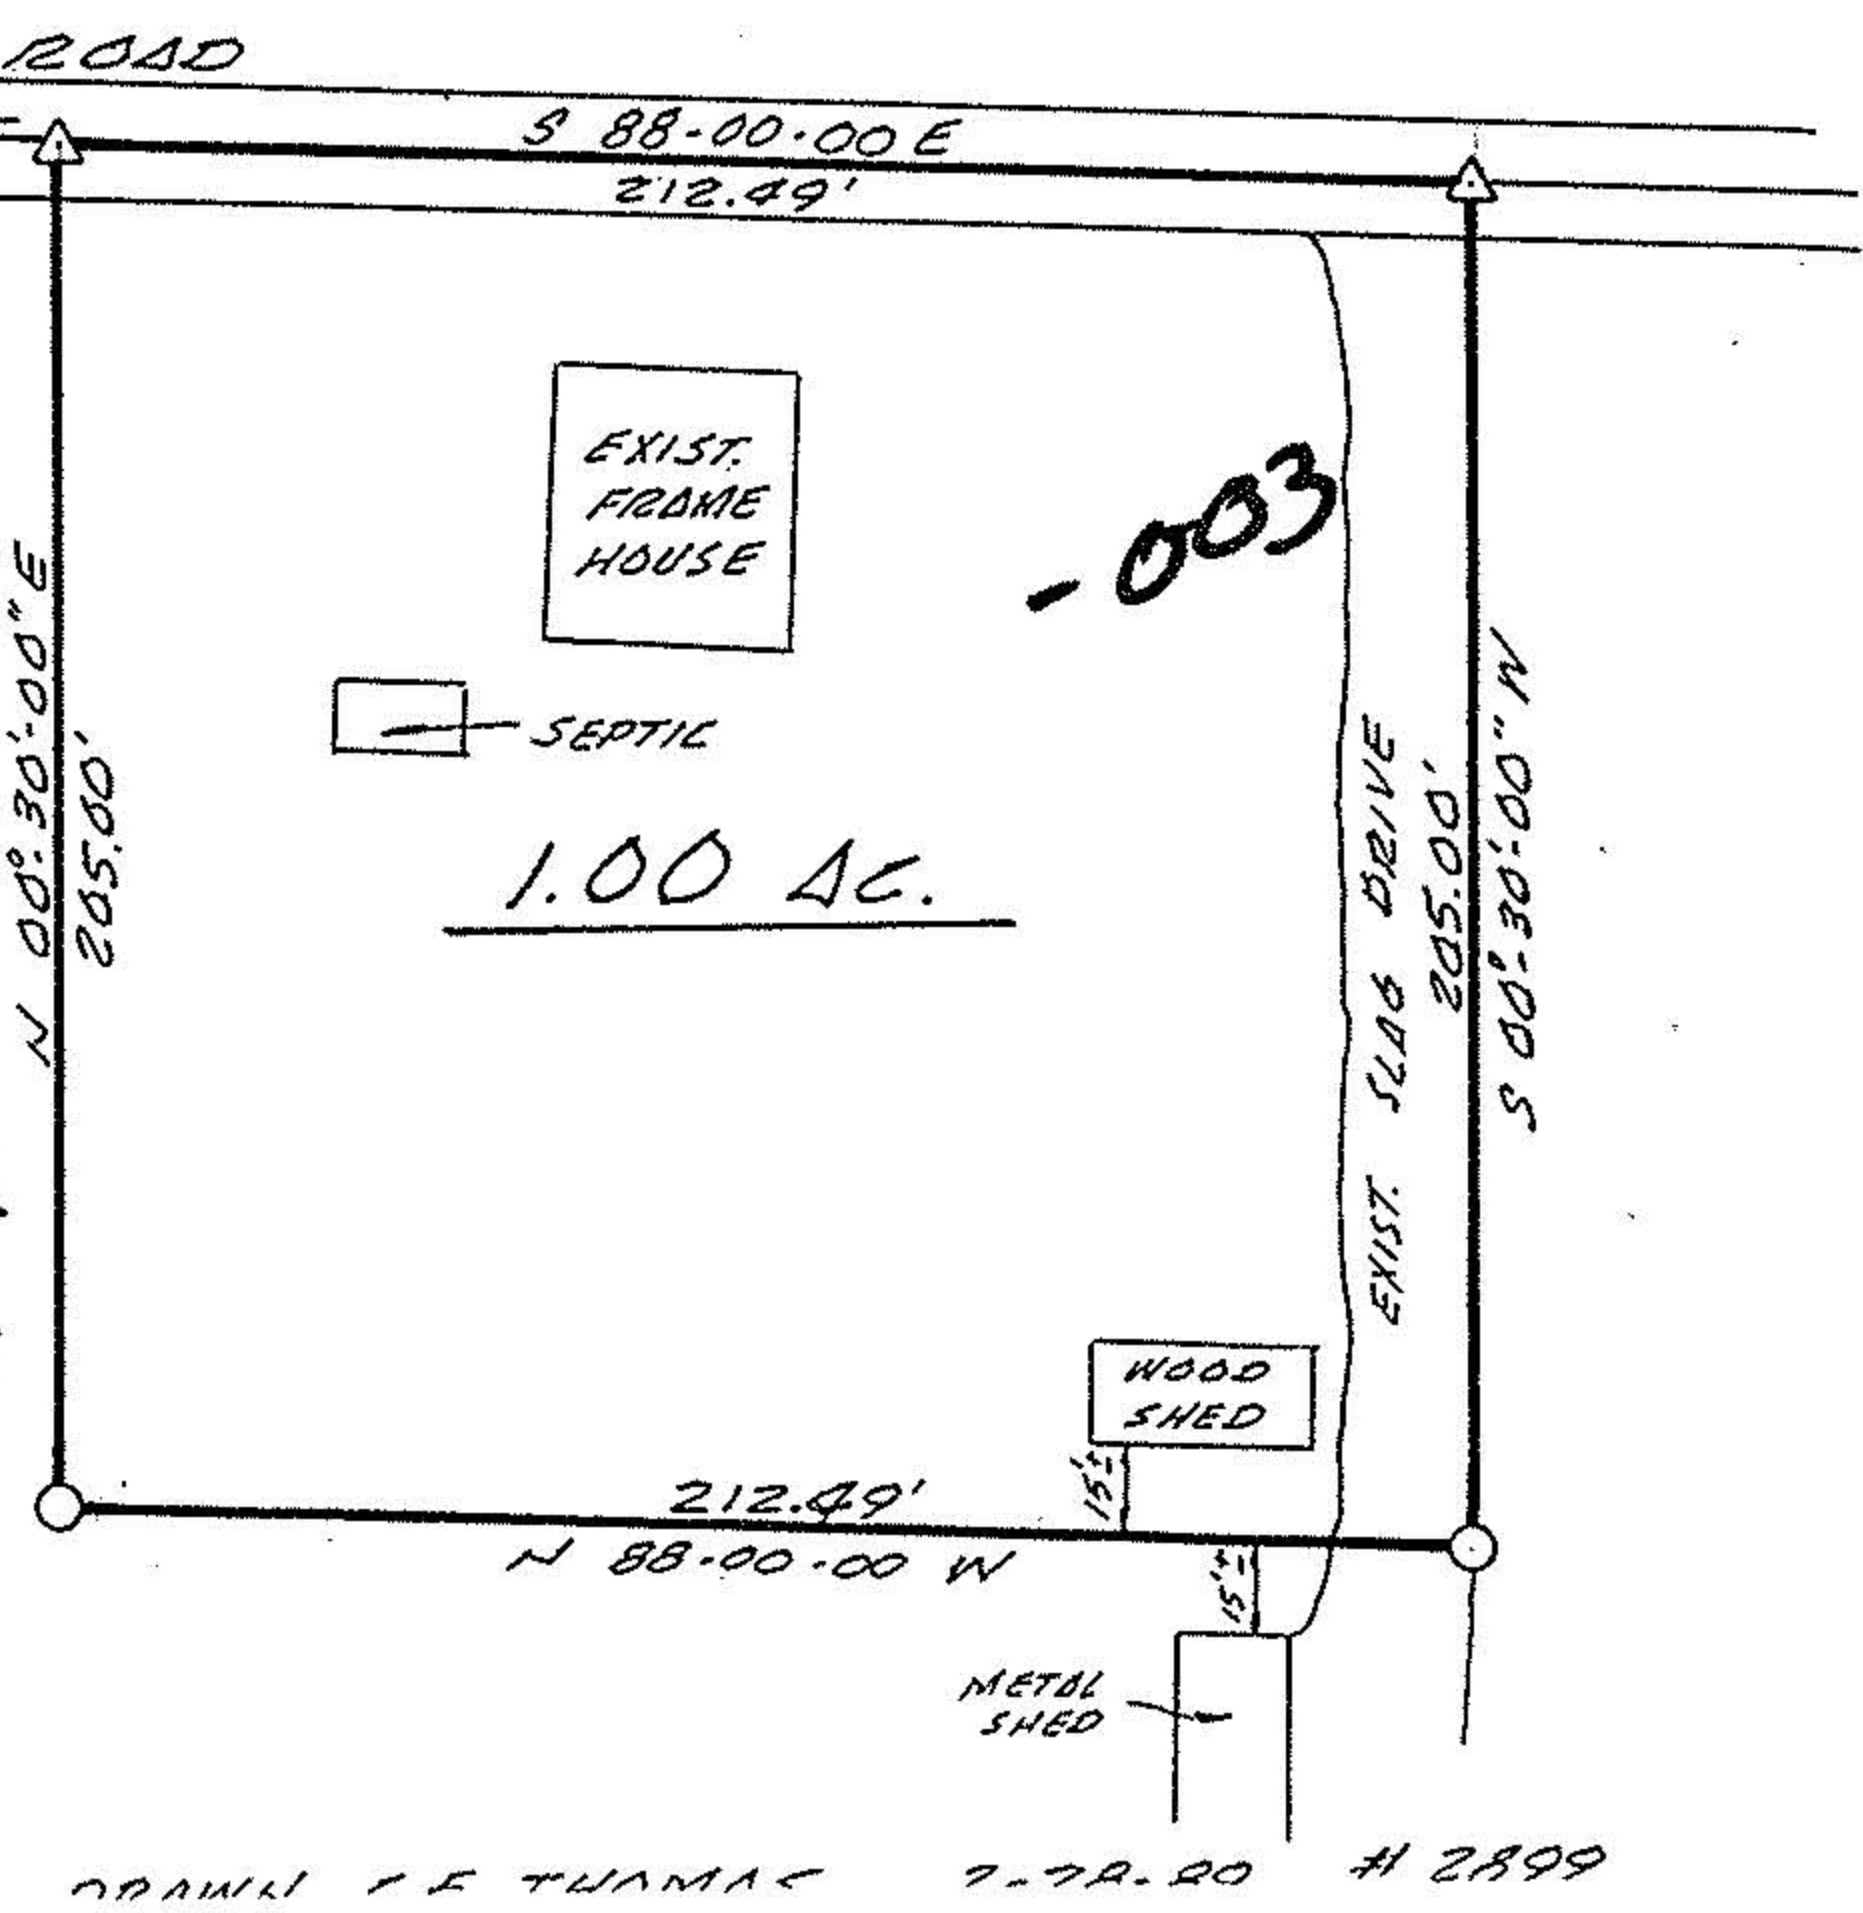 ROAD
S 88-00-00 E
212.49'
EXIST.
FRAME
HOUSE
-003
SEPTIC
1.00 AC.
N 00°-30'-00" E
205.00'
EXIST. SLAG DRIVE
205.00'
S 00°-30'-00" W
WOOD
SHED
15'±
212.49'
N 88-00-00 W
15'±
METAL
SHED
DRAWN THOMAS # 2899